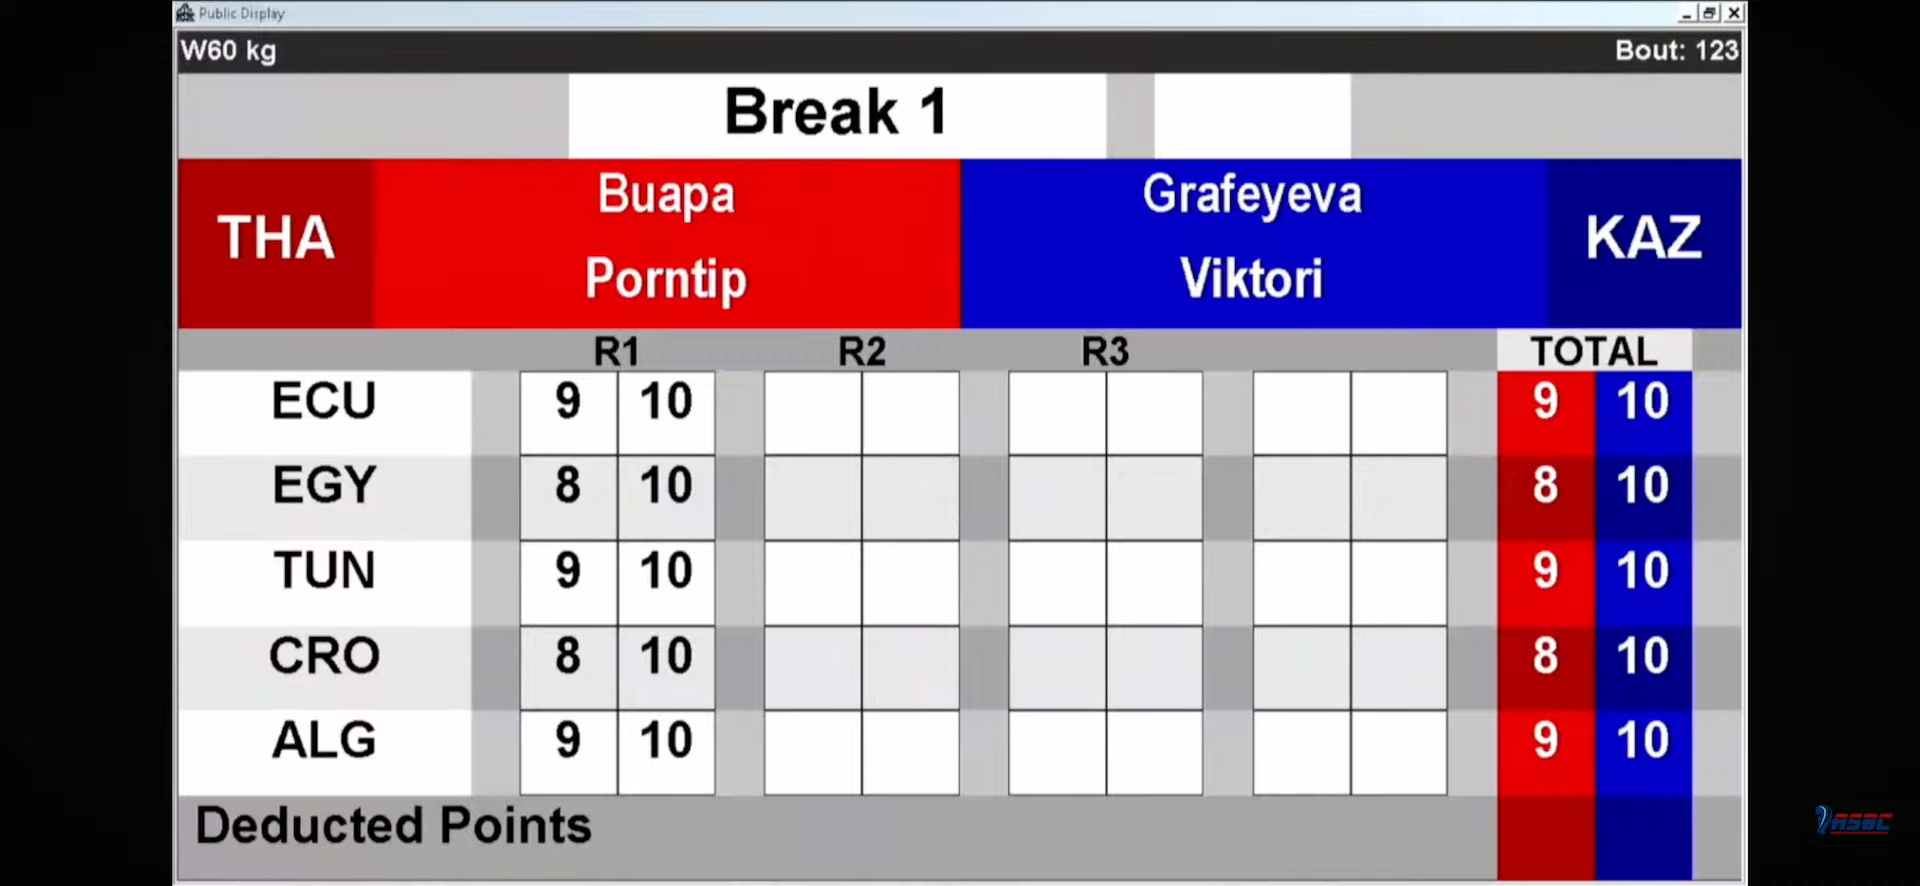 Public Display
W60 kg Bout: 123
Break 1
THA Buapa Porntip Grafeyeva Viktori KAZ
R1 R2 R3 TOTAL
ECU 9 10 9 10
EGY 8 10 8 10
TUN 9 10 9 10
CRO 8 10 8 10
ALG 9 10 9 10
Deducted Points
ASBC